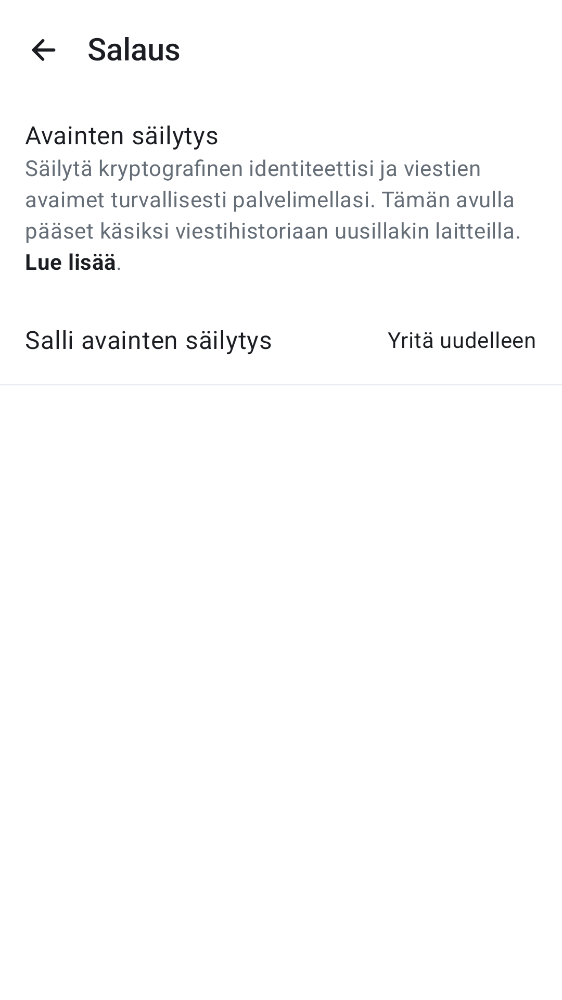 Salaus
Avainten säilytys
Säilytä kryptografinen identiteettisi ja viestien
avaimet turvallisesti palvelimellasi. Tämän avulla
pääset käsiksi viestihistoriaan uusillakin laitteilla.
Lue lisää.
Salli avainten säilytys Yritä uudelleen